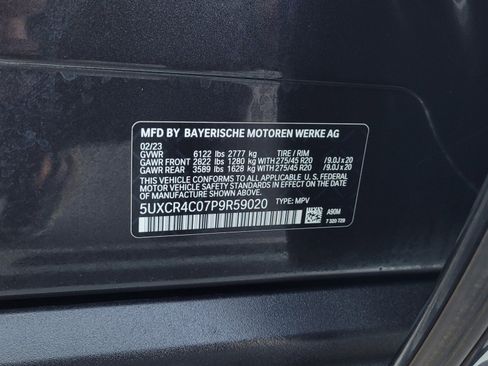 MFD BY BAYERISCHE MOTOREN WERKE AG
02/23
GVWR 6122 lbs 2777 kg TIRE / RIM
GAWR FRONT 2822 lbs 1280 kg WITH 275/45 R20 /9.0J x 20
GAWR REAR 3589 lbs 1628 kg WITH 275/45 R20 /9.0J x 20
THIS VEHICLE CONFORMS TO ALL APPLICABLE U.S. FEDERAL
MOTOR VEHICLE SAFETY STANDARDS IN EFFECT ON THE DATE
OF MANUFACTURE SHOWN ABOVE.
5UXCR4C07P9R59020 TYPE: MPV
A90M
7 320 729